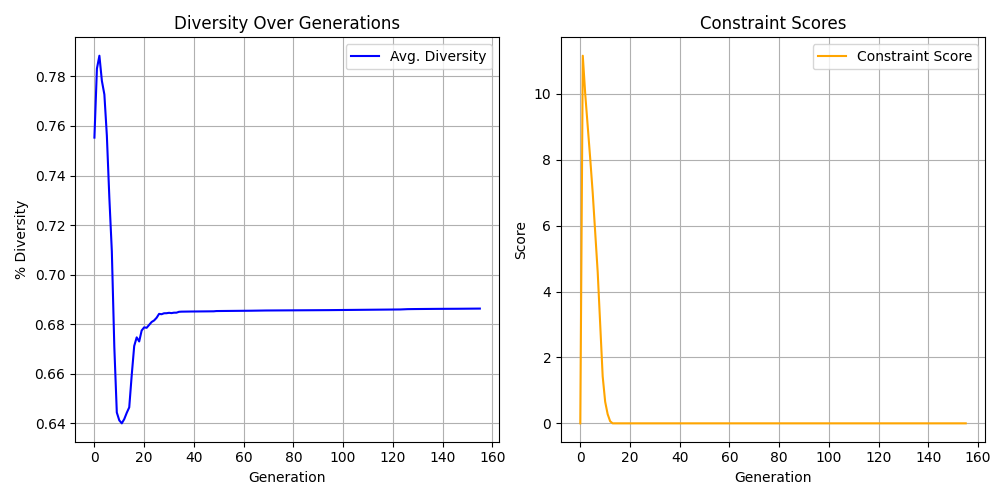 Diversity Over Generations
Avg. Diversity
% Diversity
0.78
0.76
0.74
0.72
0.70
0.68
0.66
0.64
0 20 40 60 80 100 120 140 160
Generation
Constraint Scores
Constraint Score
Score
10
8
6
4
2
0
0 20 40 60 80 100 120 140 160
Generation